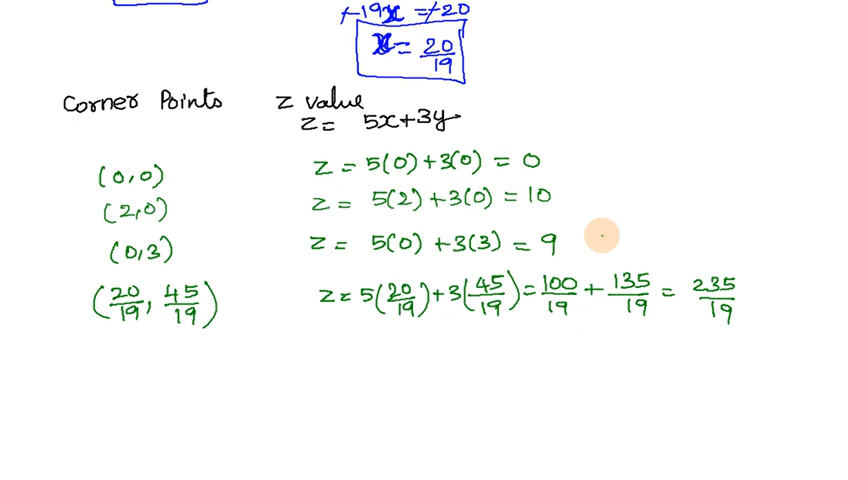 -19x = -20
x = 20/19
Corner Points Z value
Z = 5x+3y
(0,0) Z = 5(0)+3(0) = 0
(2,0) Z = 5(2)+3(0) = 10
(0,3) Z = 5(0)+3(3) = 9
(20/19, 45/19) Z = 5(20/19)+3(45/19) = 100/19 + 135/19 = 235/19